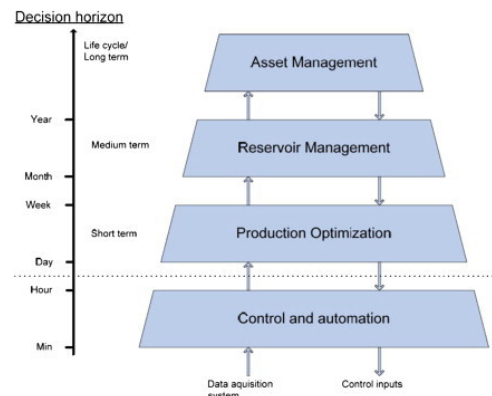 Decision horizon
Life cycle/
Long term
Asset Management
Year
Medium term
Reservoir Management
Month
Week
Short term
Production Optimization
Day
Hour
Control and automation
Min
Data aquisition
system
Control inputs